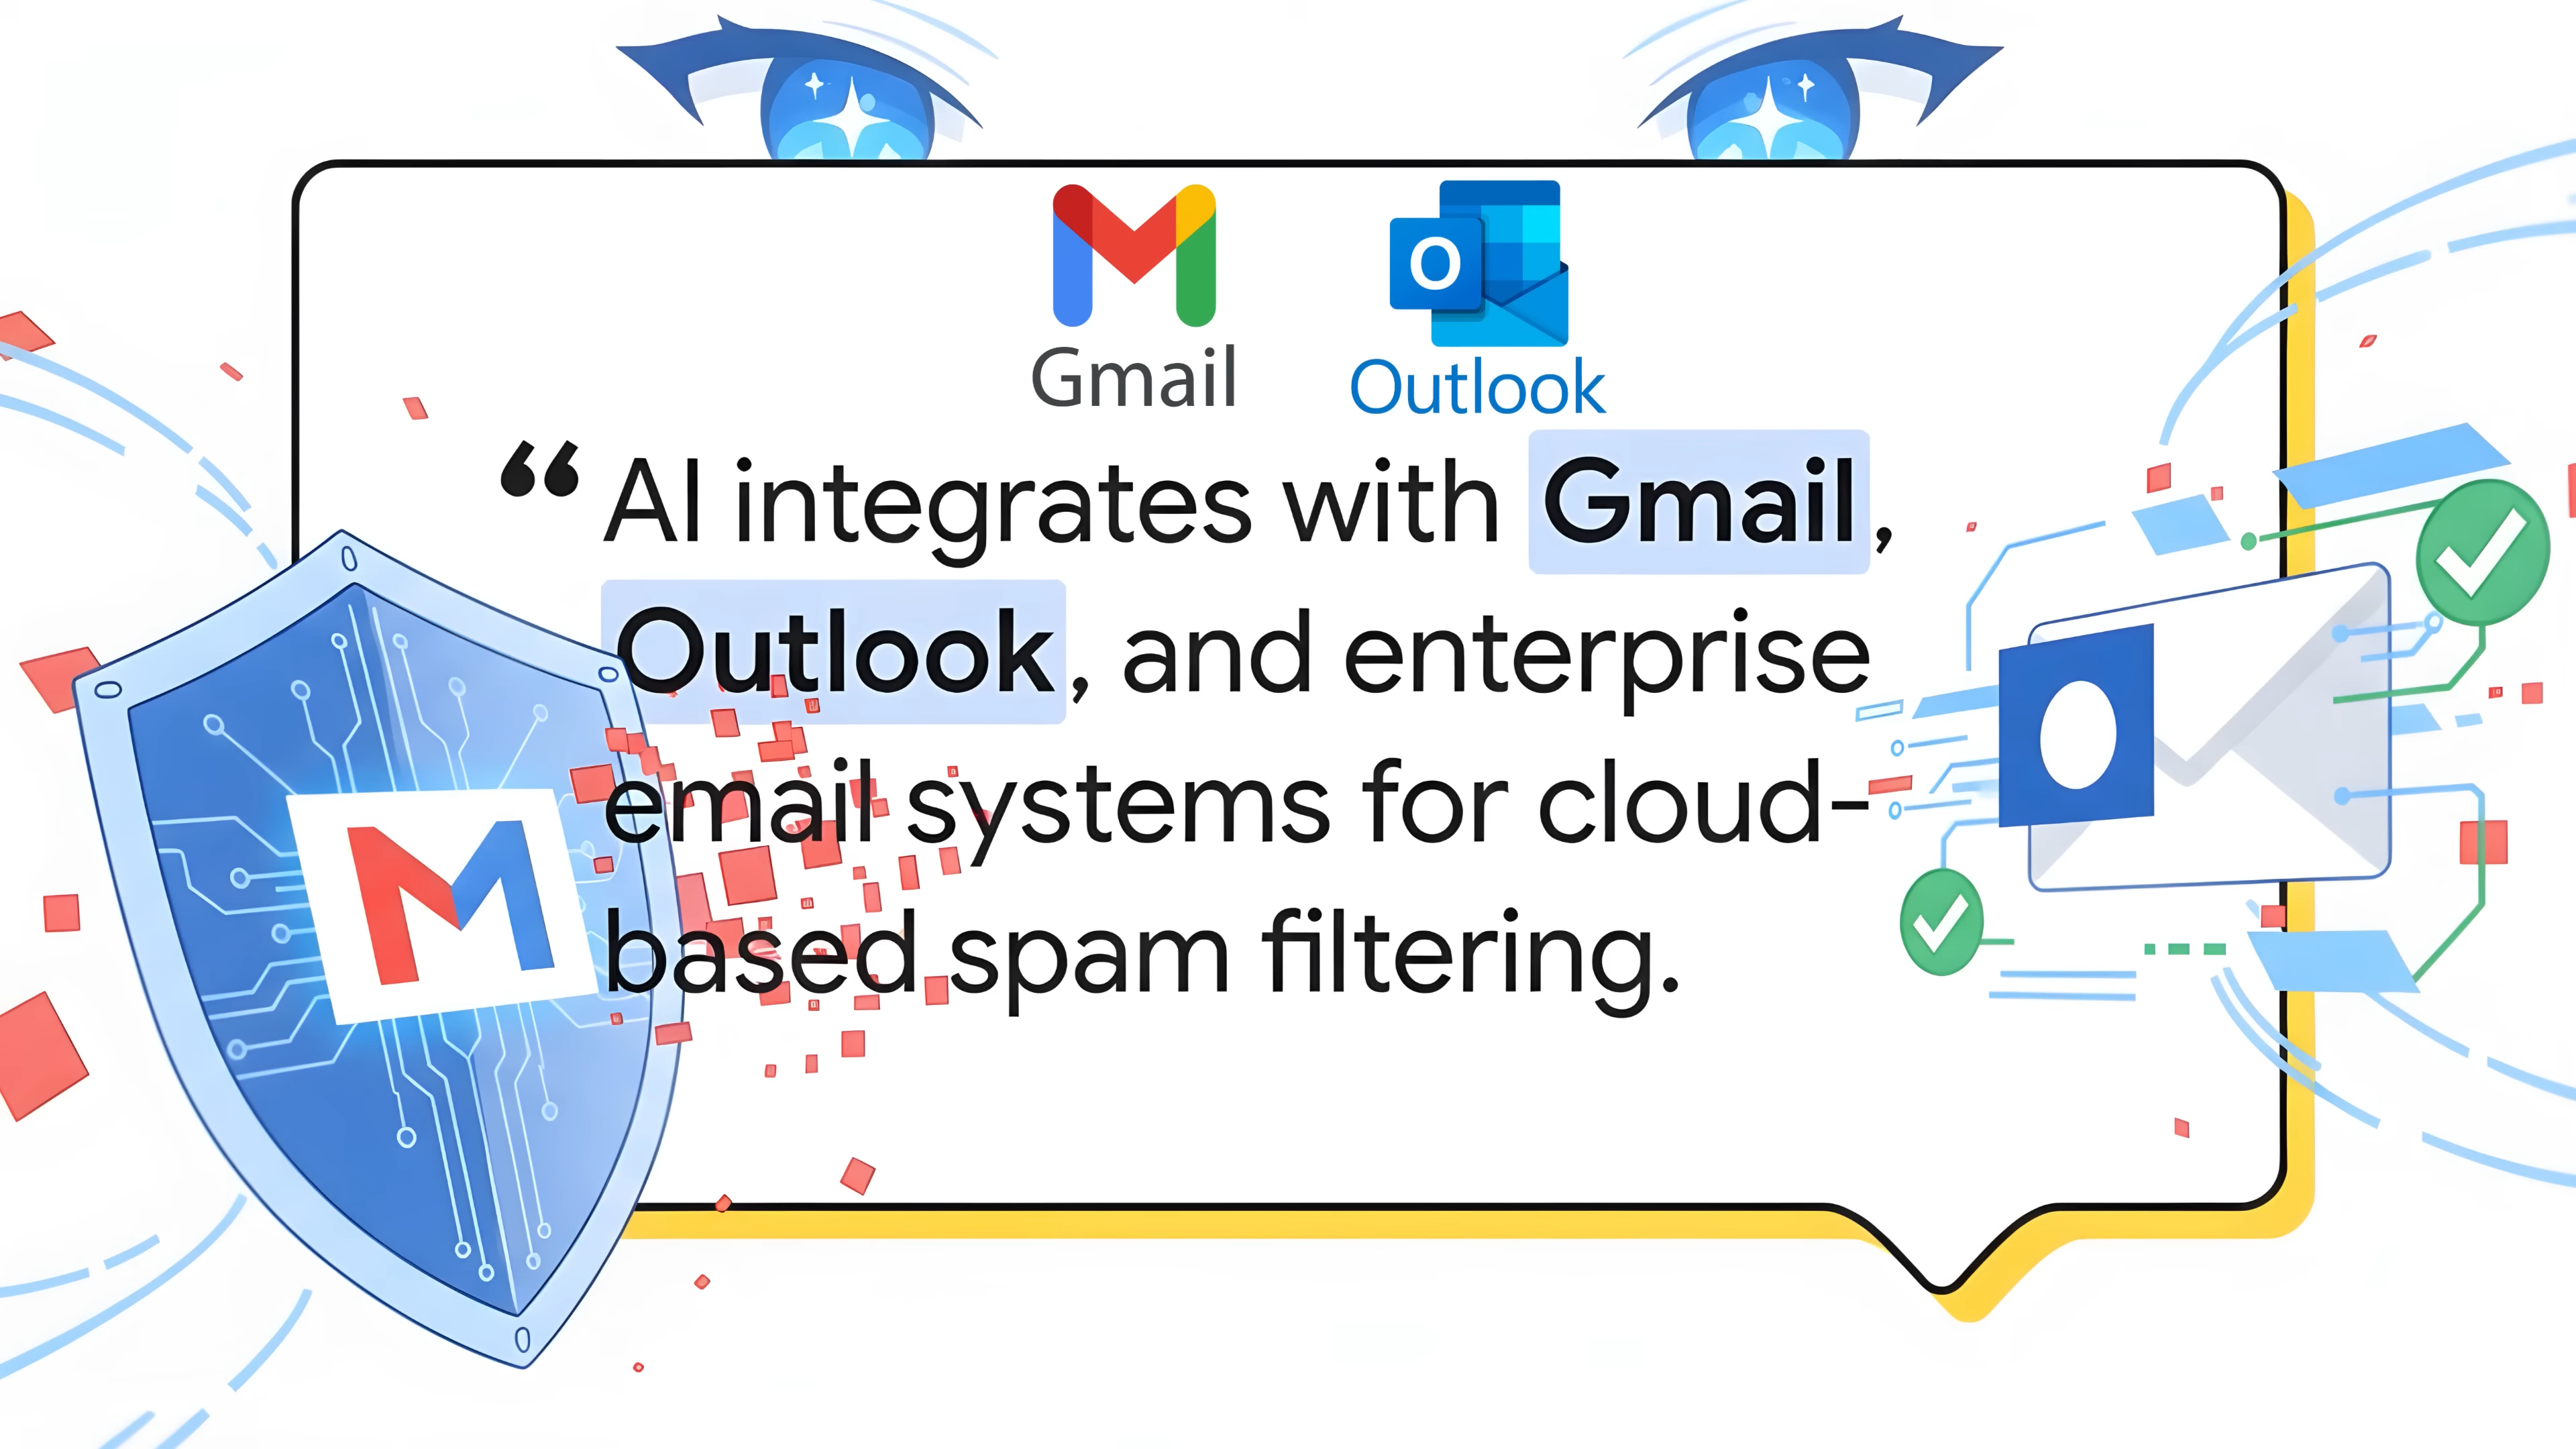 Gmail
Outlook
“AI integrates with Gmail,
Outlook, and enterprise
email systems for cloud-
based spam filtering.